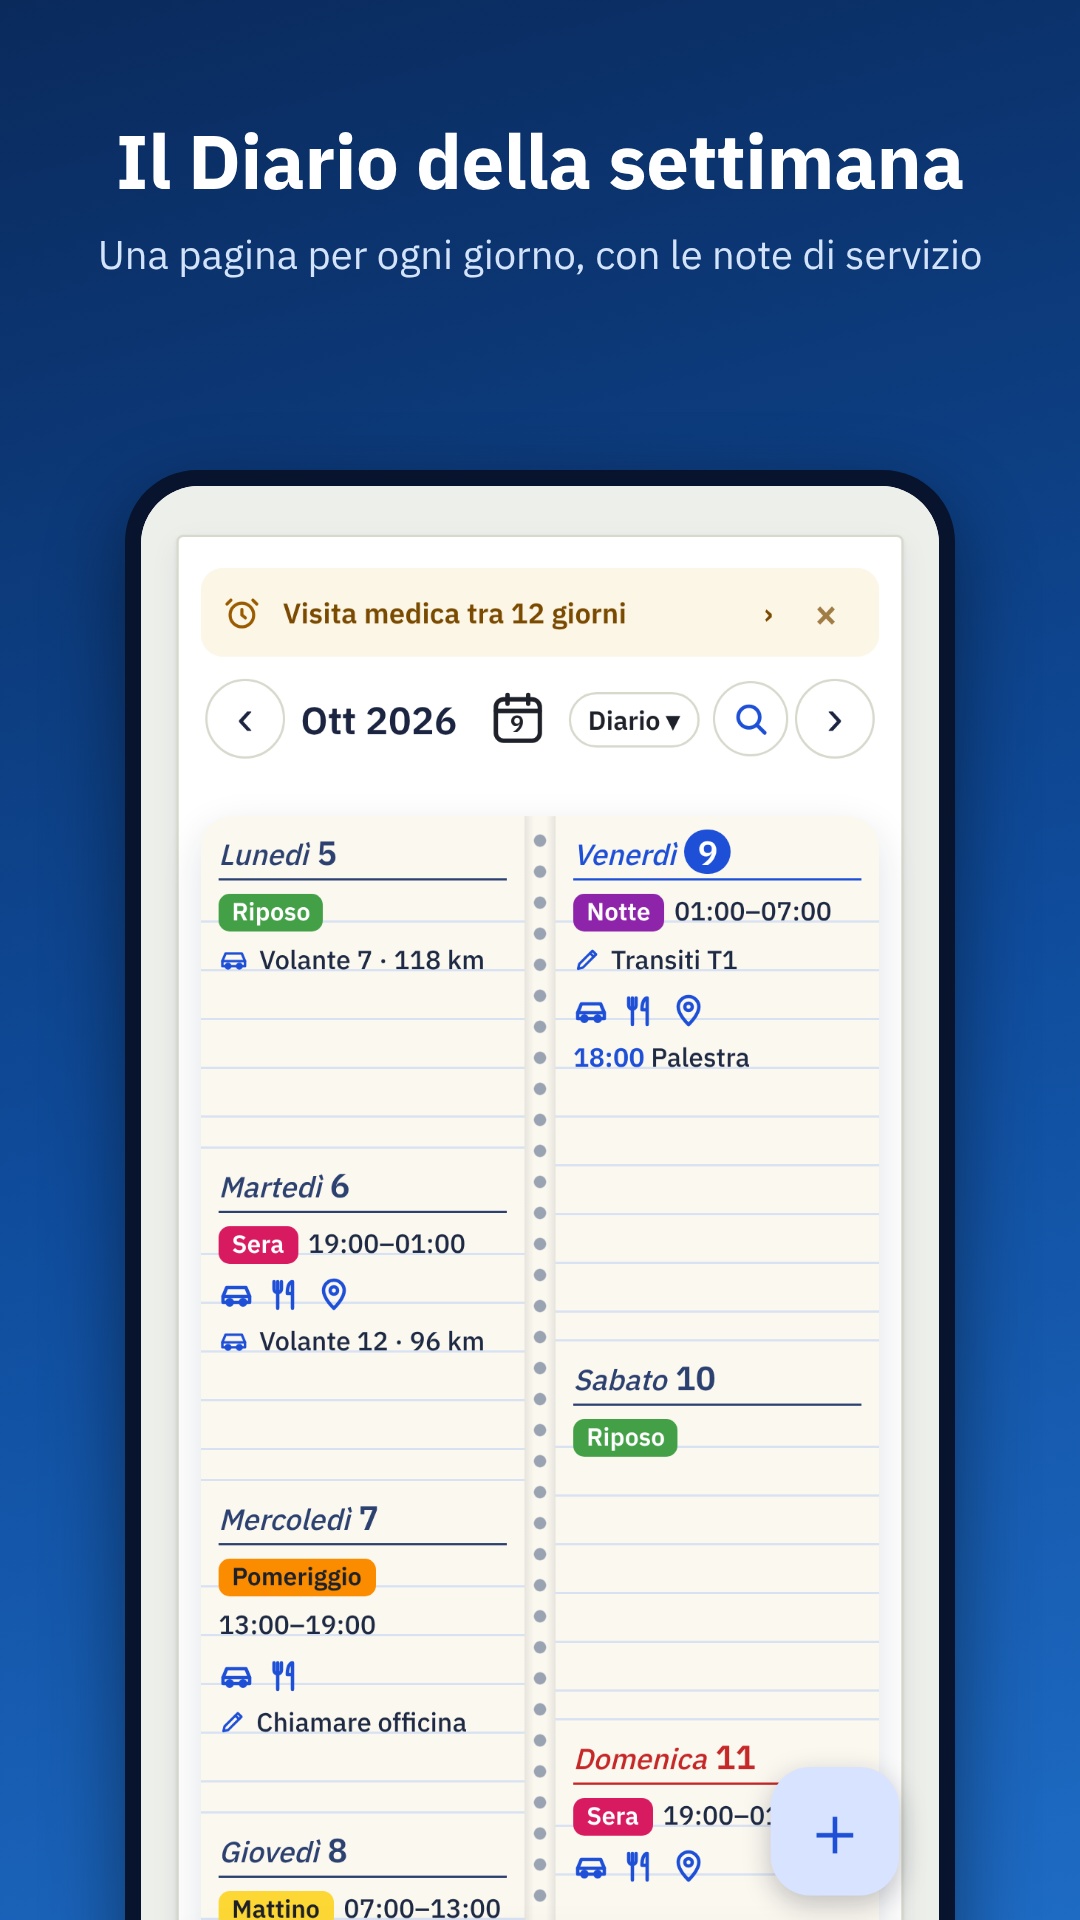 Il Diario della settimana
Una pagina per ogni giorno, con le note di servizio
Visita medica tra 12 giorni › ×
‹ Ott 2026 9 Diario ▾ ›
Lunedì 5
Riposo
Volante 7 · 118 km
Martedì 6
Sera 19:00–01:00
Volante 12 · 96 km
Mercoledì 7
Pomeriggio
13:00–19:00
Chiamare officina
Giovedì 8
Mattino 07:00–13:00
Venerdì 9
Notte 01:00–07:00
Transiti T1
18:00 Palestra
Sabato 10
Riposo
Domenica 11
Sera 19:00–01
+